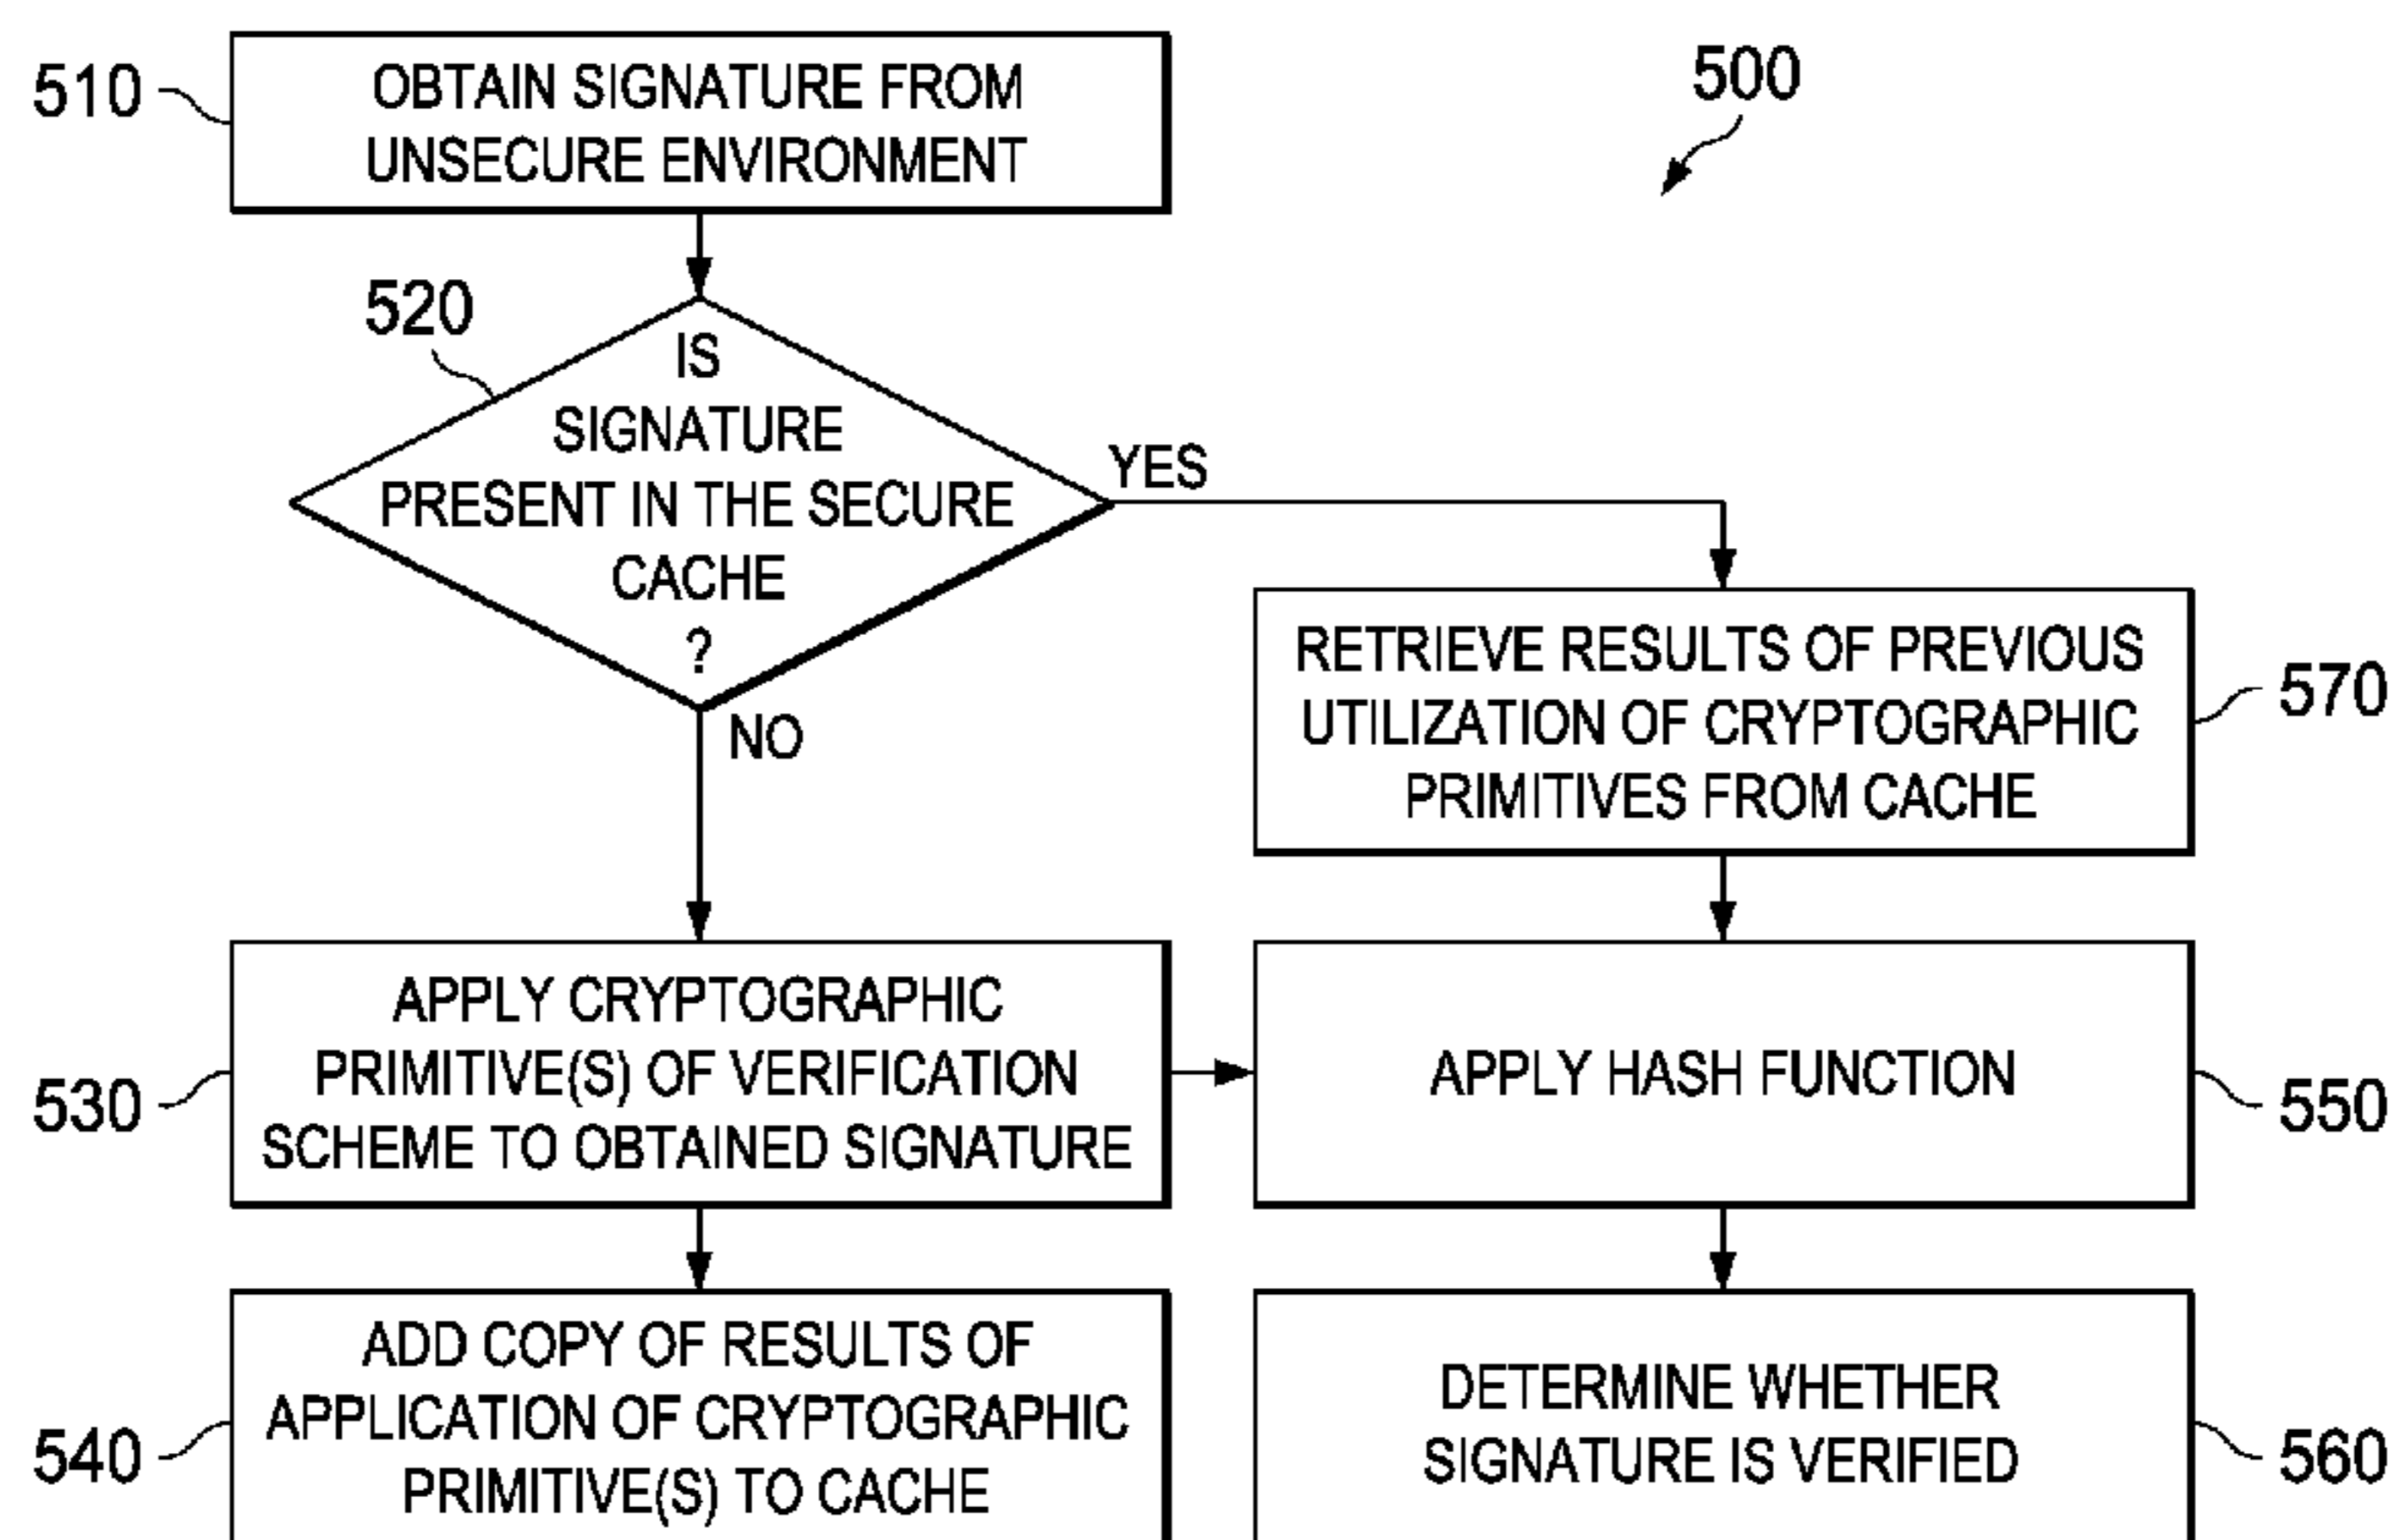 500
510
OBTAIN SIGNATURE FROM
UNSECURE ENVIRONMENT
520
IS
SIGNATURE
PRESENT IN THE SECURE
CACHE
?
YES
NO
RETRIEVE RESULTS OF PREVIOUS
UTILIZATION OF CRYPTOGRAPHIC
PRIMITIVES FROM CACHE
570
530
APPLY CRYPTOGRAPHIC
PRIMITIVE(S) OF VERIFICATION
SCHEME TO OBTAINED SIGNATURE
APPLY HASH FUNCTION
550
540
ADD COPY OF RESULTS OF
APPLICATION OF CRYPTOGRAPHIC
PRIMITIVE(S) TO CACHE
DETERMINE WHETHER
SIGNATURE IS VERIFIED
560